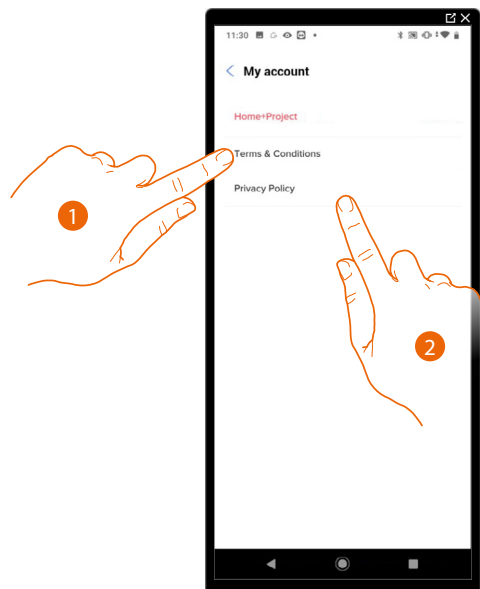 11:30
My account
Home+Project
Terms & Conditions
Privacy Policy
1
2